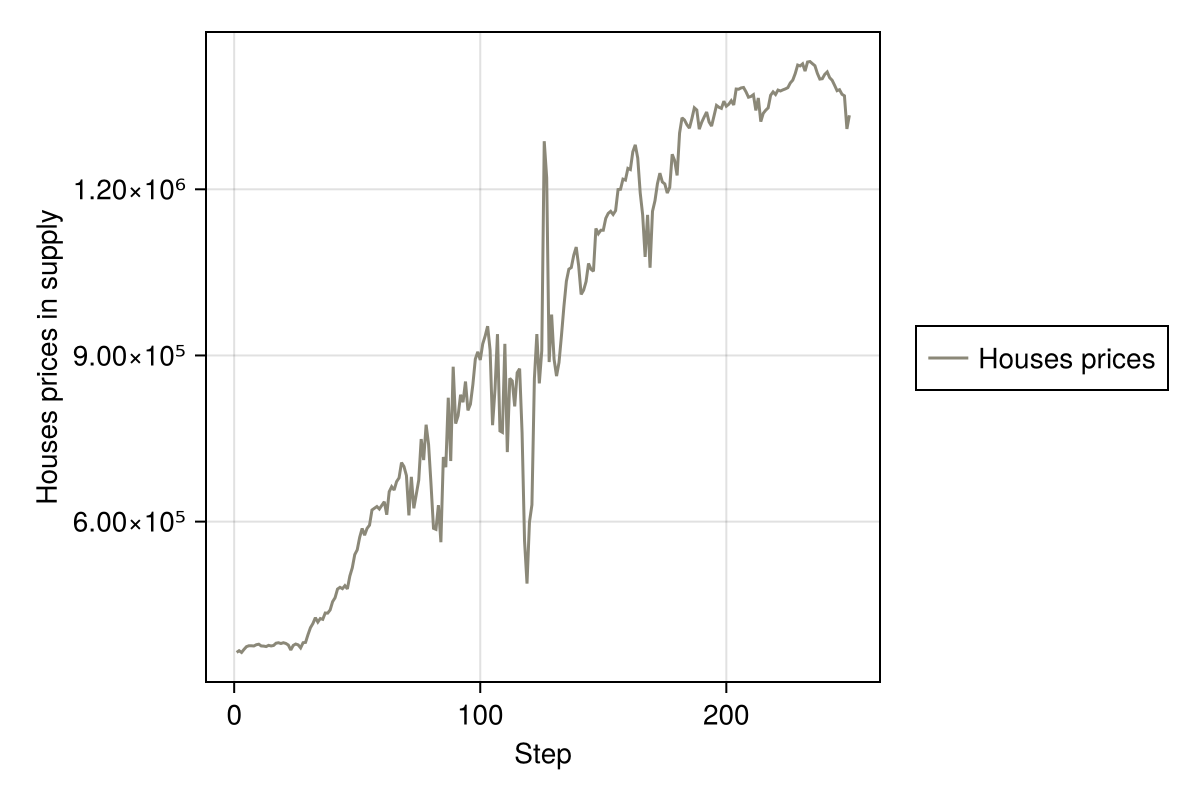 Houses prices in supply
1.20×10⁶
9.00×10⁵
6.00×10⁵
0 100 200
Step
Houses prices